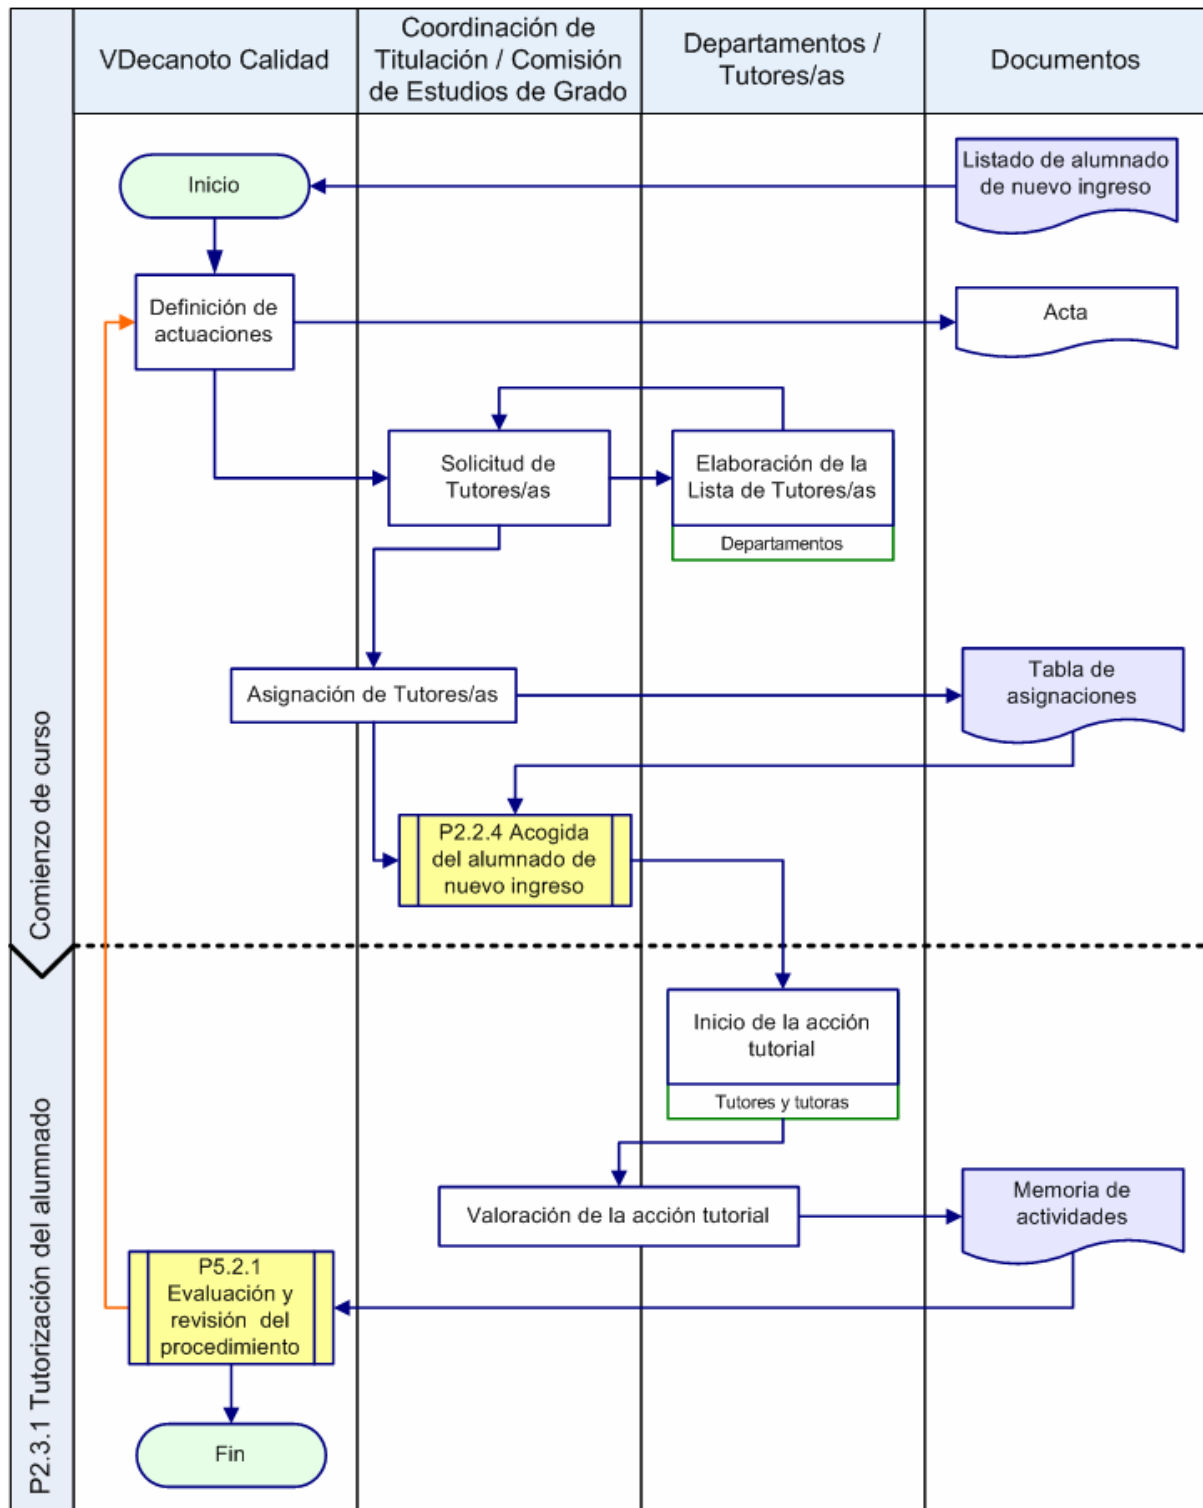 VDecanoto Calidad
Coordinación de
Titulación / Comisión
de Estudios de Grado
Departamentos /
Tutores/as
Documentos
Comienzo de curso
P2.3.1 Tutorización del alumnado
Inicio
Listado de alumnado
de nuevo ingreso
Definición de
actuaciones
Acta
Solicitud de
Tutores/as
Elaboración de la
Lista de Tutores/as
Departamentos
Asignación de Tutores/as
Tabla de
asignaciones
P2.2.4 Acogida
del alumnado de
nuevo ingreso
Inicio de la acción
tutorial
Tutores y tutoras
Valoración de la acción tutorial
Memoria de
actividades
P5.2.1
Evaluación y
revisión del
procedimiento
Fin